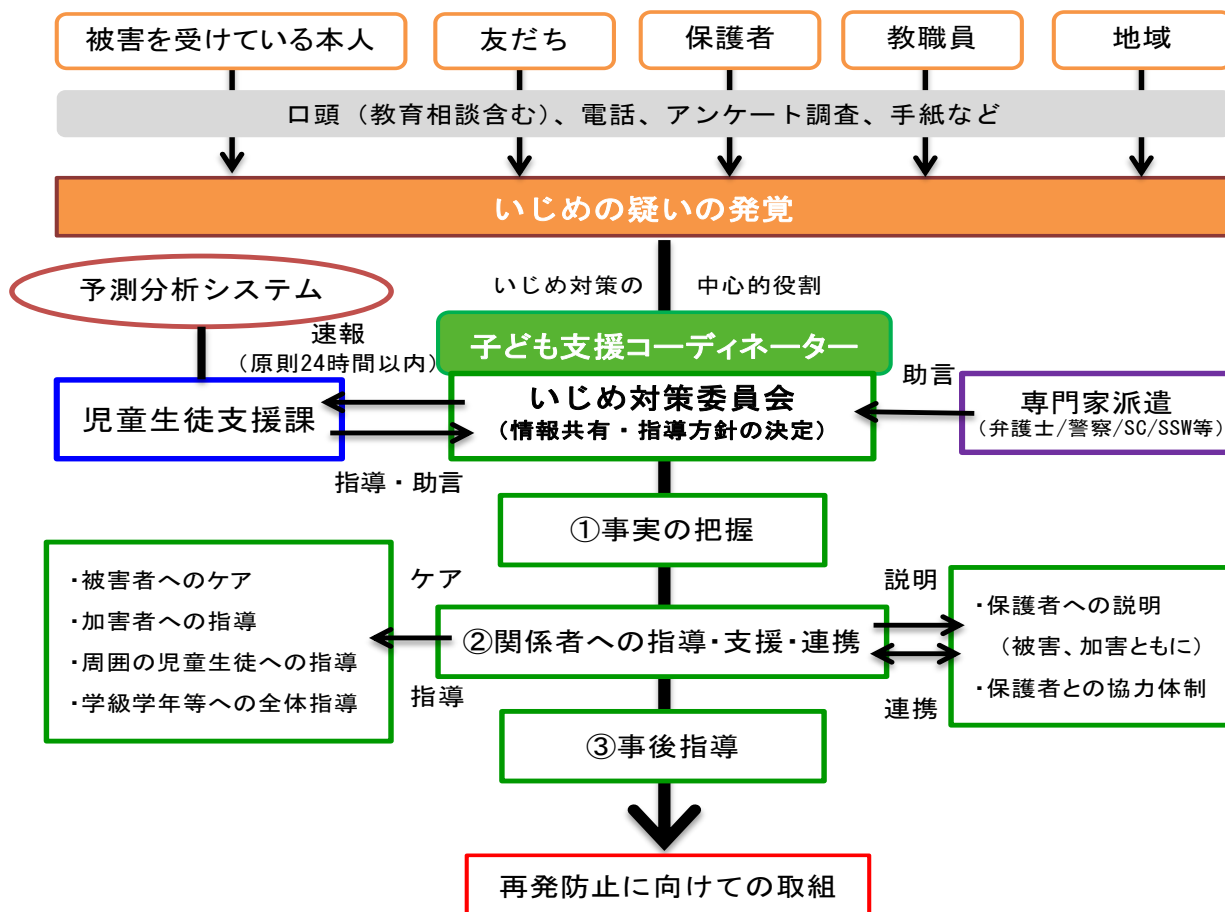 被害を受けている本人
友だち
保護者
教職員
地域
口頭（教育相談含む）、電話、アンケート調査、手紙など
いじめの疑いの発覚
いじめ対策の 中心的役割
予測分析システム
速報
（原則24時間以内）
子ども支援コーディネーター
いじめ対策委員会
（情報共有・指導方針の決定）
児童生徒支援課
指導・助言
助言
専門家派遣
（弁護士/警察/SC/SSW等）
①事実の把握
・被害者へのケア
・加害者への指導
・周囲の児童生徒への指導
・学級学年等への全体指導
ケア
指導
②関係者への指導・支援・連携
説明
連携
・保護者への説明
（被害、加害ともに）
・保護者との協力体制
③事後指導
再発防止に向けての取組